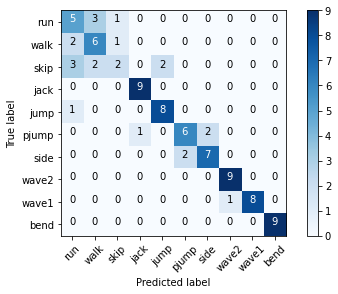 run 5 3 1 0 0 0 0 0 0 0
walk 2 6 1 0 0 0 0 0 0 0
skip 3 2 2 0 2 0 0 0 0 0
jack 0 0 0 9 0 0 0 0 0 0
jump 1 0 0 0 8 0 0 0 0 0
pjump 0 0 0 1 0 6 2 0 0 0
side 0 0 0 0 0 2 7 0 0 0
wave2 0 0 0 0 0 0 0 9 0 0
wave1 0 0 0 0 0 0 0 1 8 0
bend 0 0 0 0 0 0 0 0 0 9
run walk skip jack jump pjump side wave2 wave1 bend
Predicted label
True label
9
8
7
6
5
4
3
2
1
0